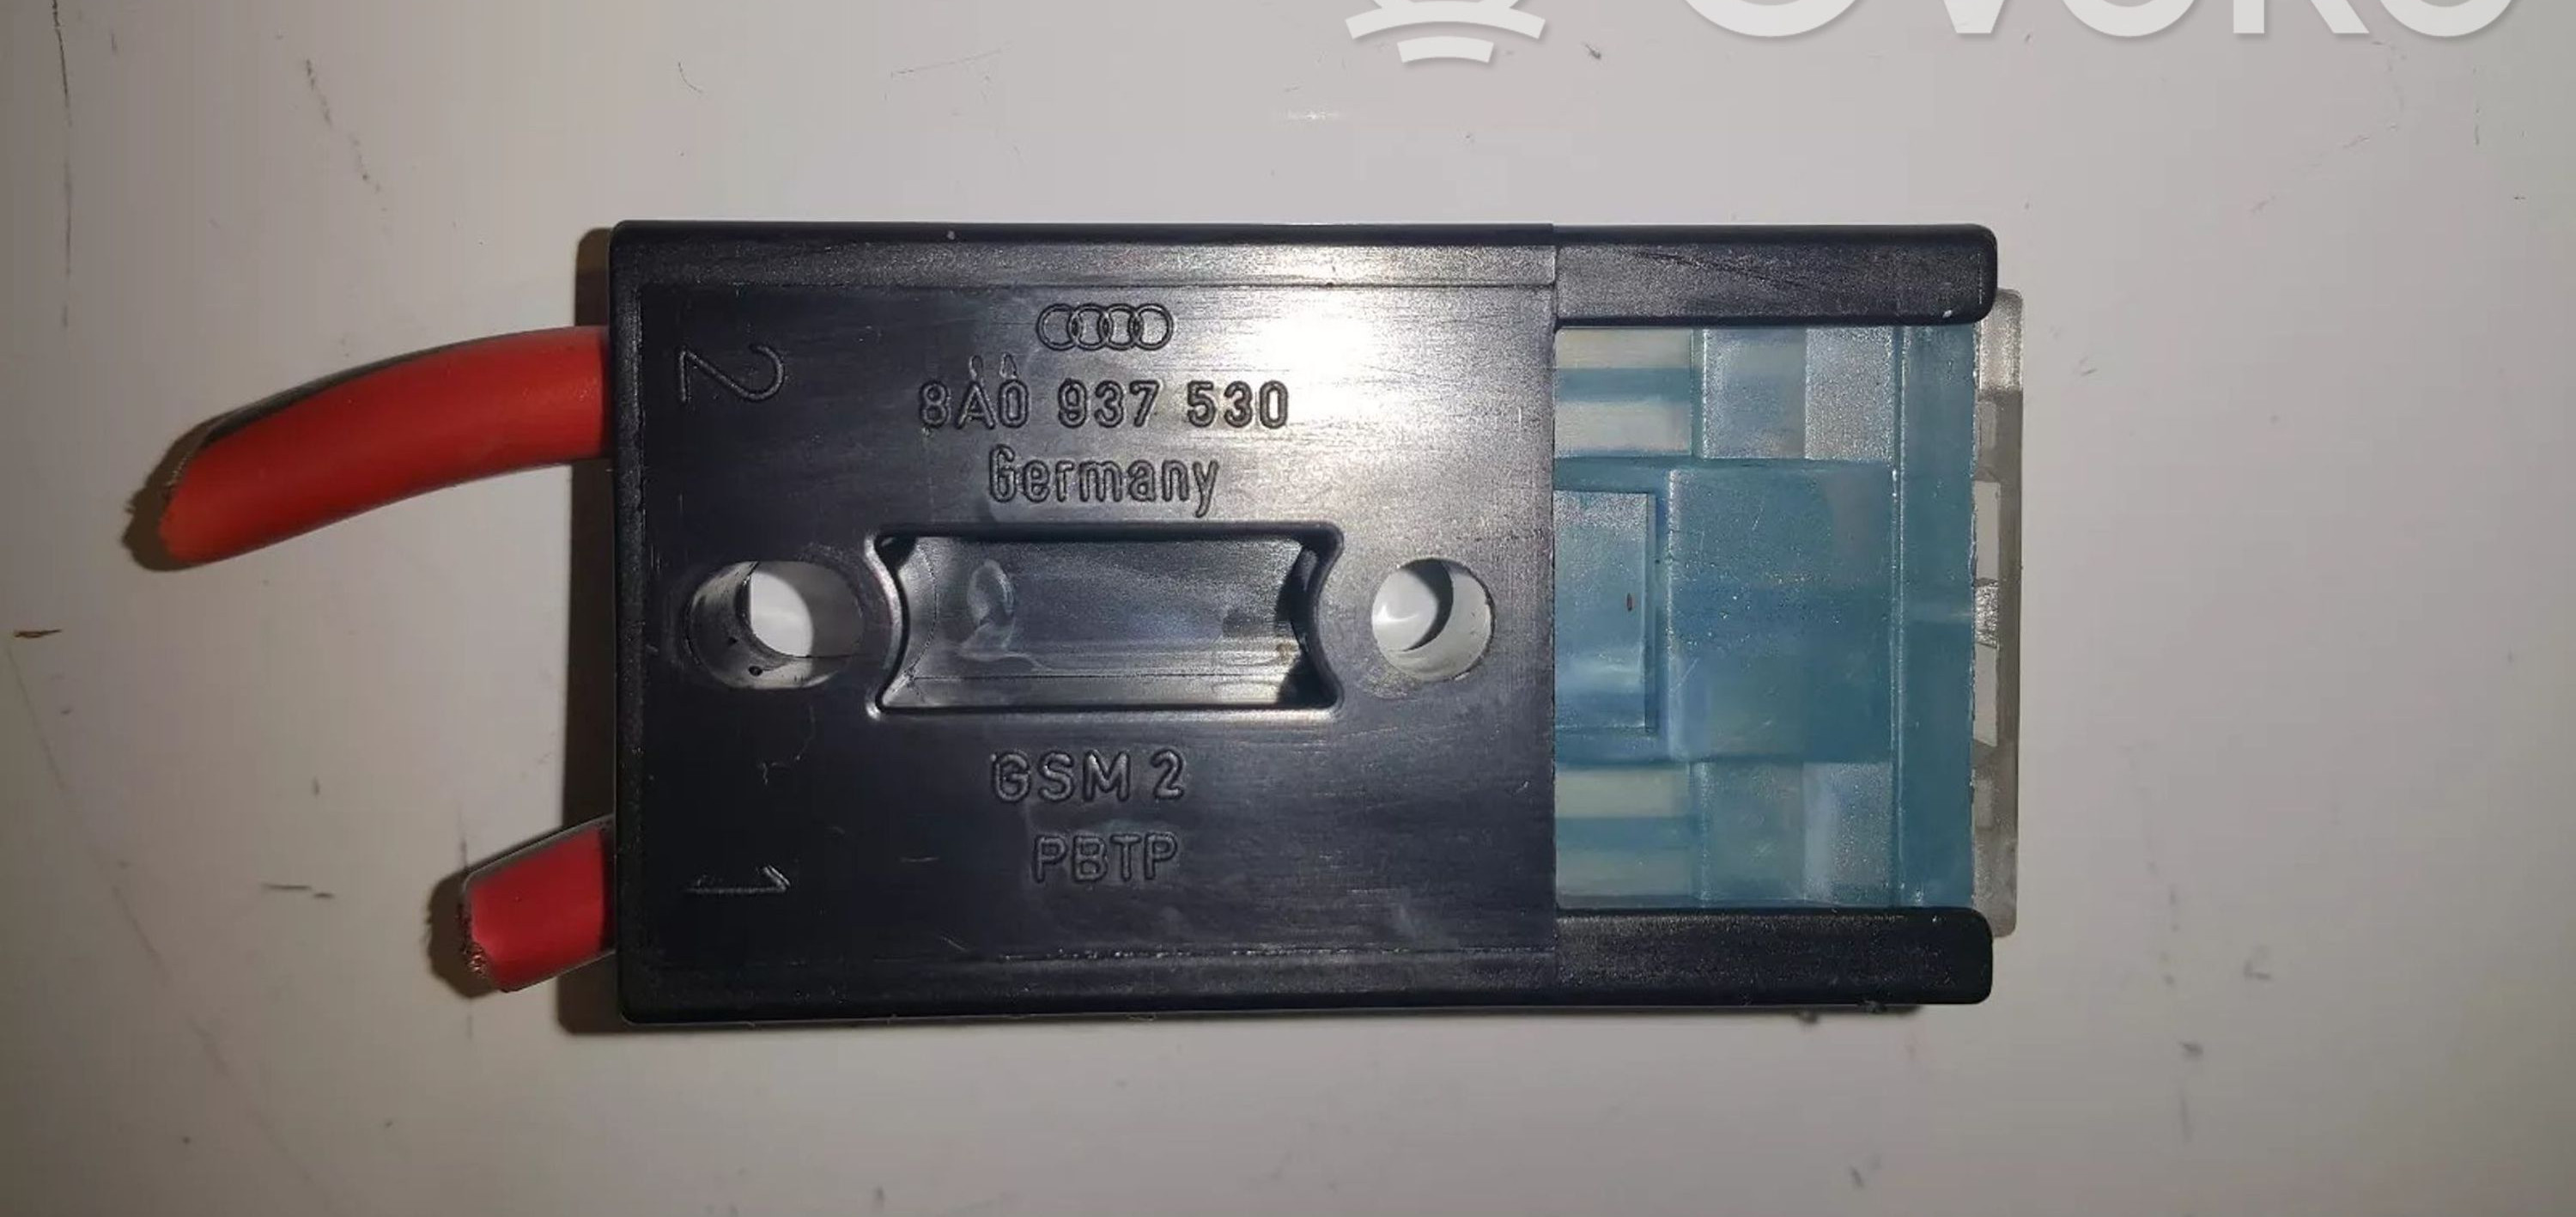 2
8A0 937 530
Germany
GSM 2
PBTP
1